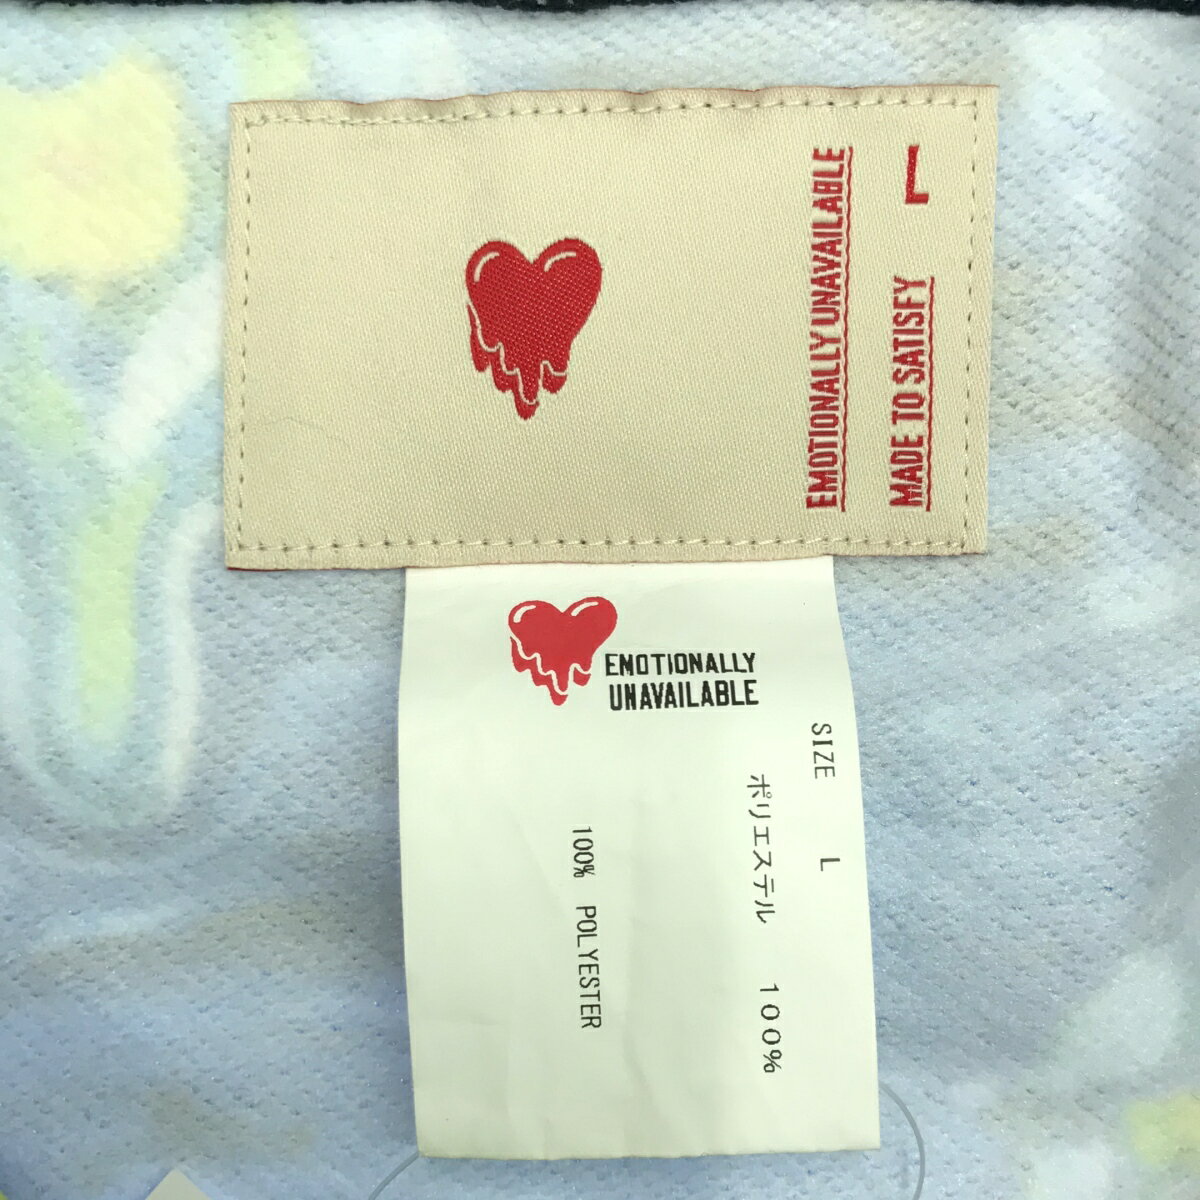 L
EMOTIONALLY UNAVAILABLE
MADE TO SATISFY
EMOTIONALLY
UNAVAILABLE
SIZE L
ポリエステル 100%
100% POLYESTER